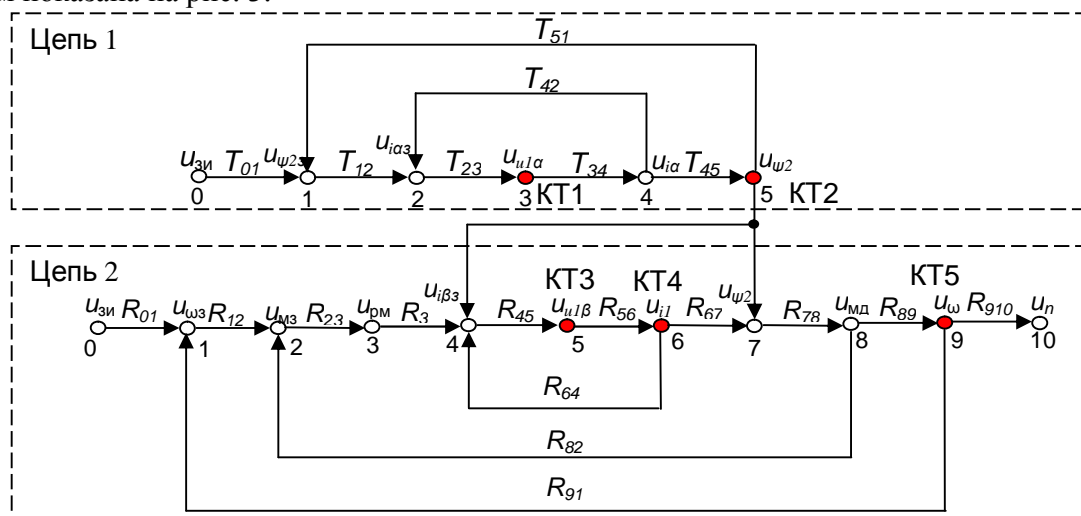 м показана на рис. 3.
Цепь 1
T51
T42
uзи T01 uψ2з T12 uiαз T23 uu1α T34 uiα T45 uψ2
0 1 2 3 КТ1 4 5 КТ2
Цепь 2
КТ3 КТ4 КТ5
uзи R01 uωз R12 uмз R23 uрм R3 uiβз R45 uu1β R56 ui1 R67 uψ2 R78 uмд R89 uω R910 un
0 1 2 3 4 5 6 7 8 9 10
R64
R82
R91